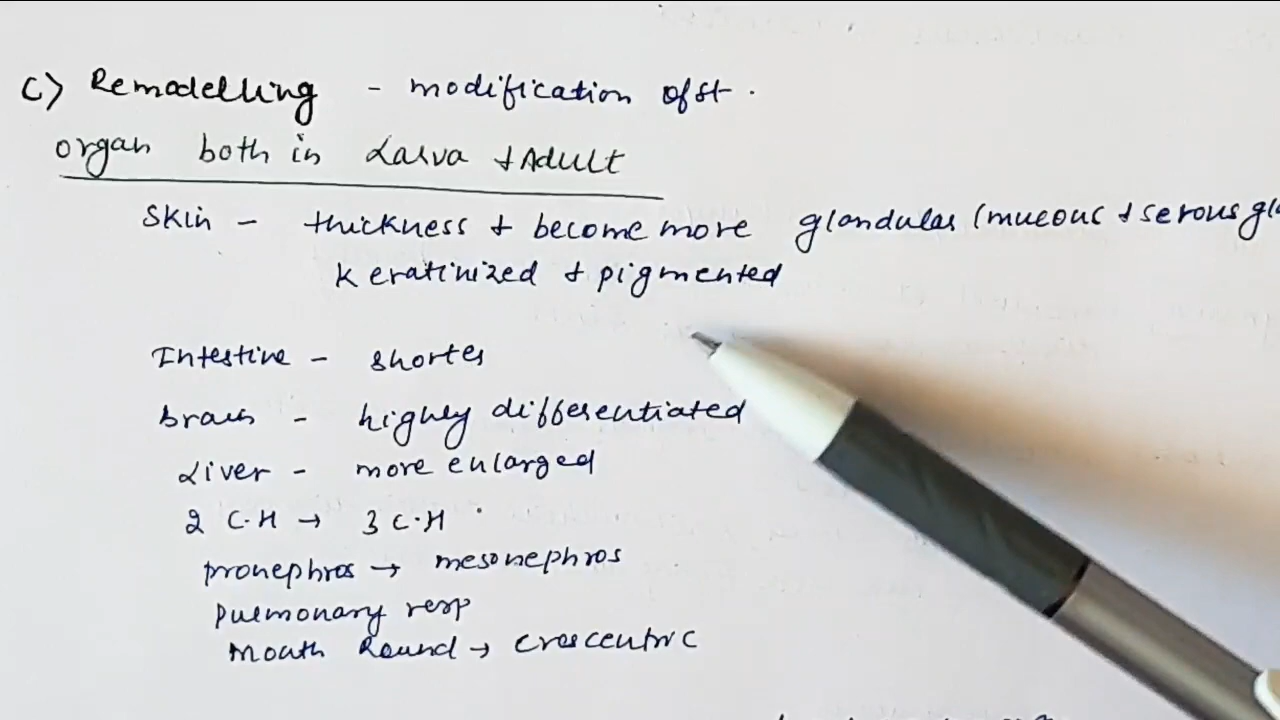 C) Remodelling - modification of st.
organ both in Larva + Adult
Skin - thickness + become more glandular (mucous + serous gl
keratinized + pigmented
Intestine - shorter
brain - highly differentiated
Liver - more enlarged
2 C.H → 3 C.H
pronephros → mesonephros
pulmonary resp
Mouth Round → crescentric